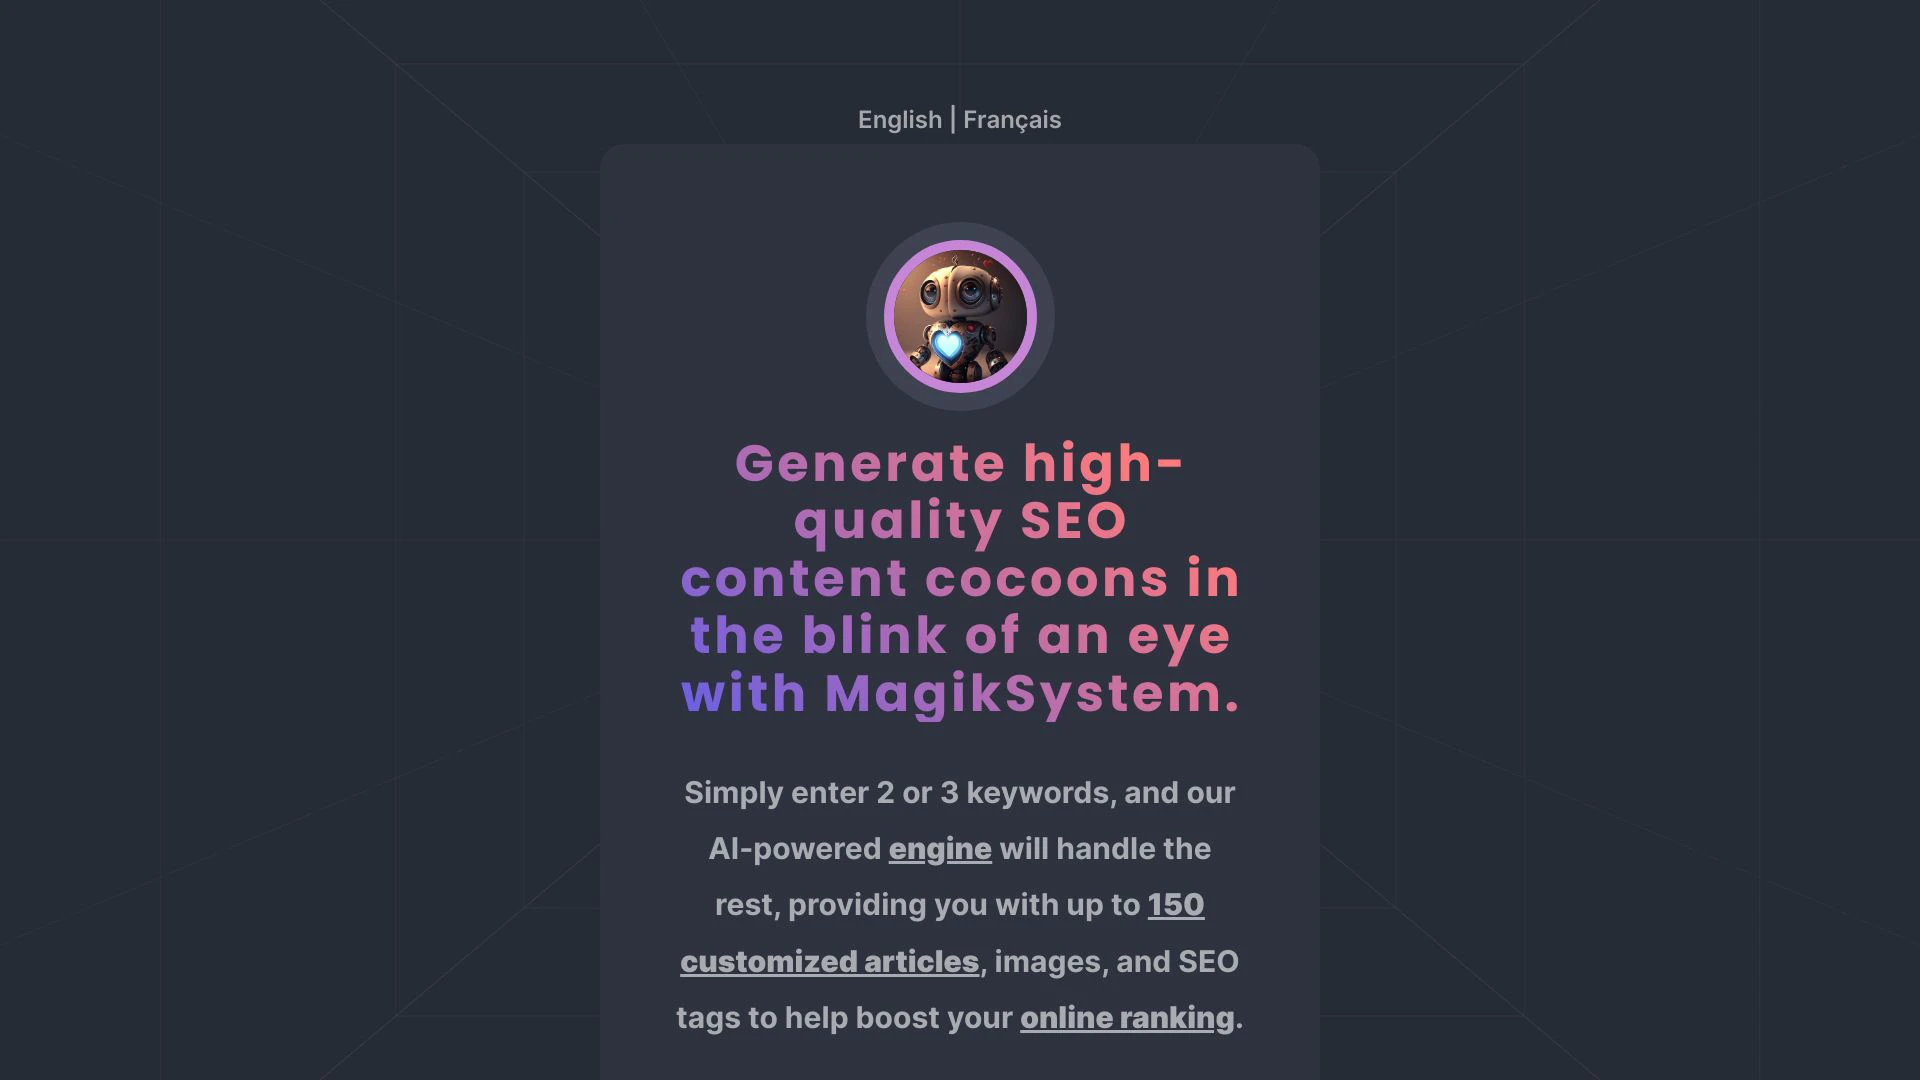 English | Français
Generate high-
quality SEO
content cocoons in
the blink of an eye
with MagikSystem.
Simply enter 2 or 3 keywords, and our
AI-powered engine will handle the
rest, providing you with up to 150
customized articles, images, and SEO
tags to help boost your online ranking.